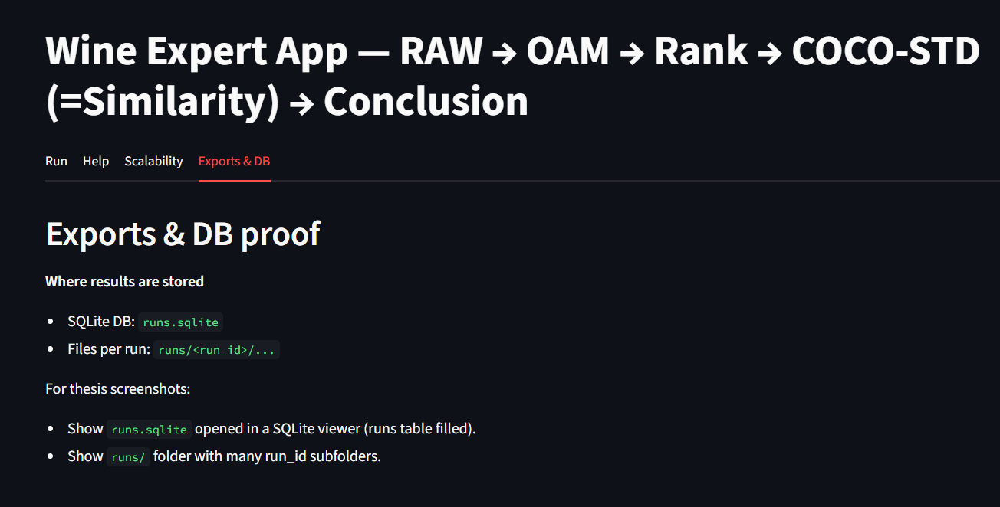 Wine Expert App — RAW → OAM → Rank → COCO-STD
(=Similarity) → Conclusion
Run Help Scalability Exports & DB
Exports & DB proof
Where results are stored
• SQLite DB: runs.sqlite
• Files per run: runs/<run_id>/...
For thesis screenshots:
• Show runs.sqlite opened in a SQLite viewer (runs table filled).
• Show runs/ folder with many run_id subfolders.